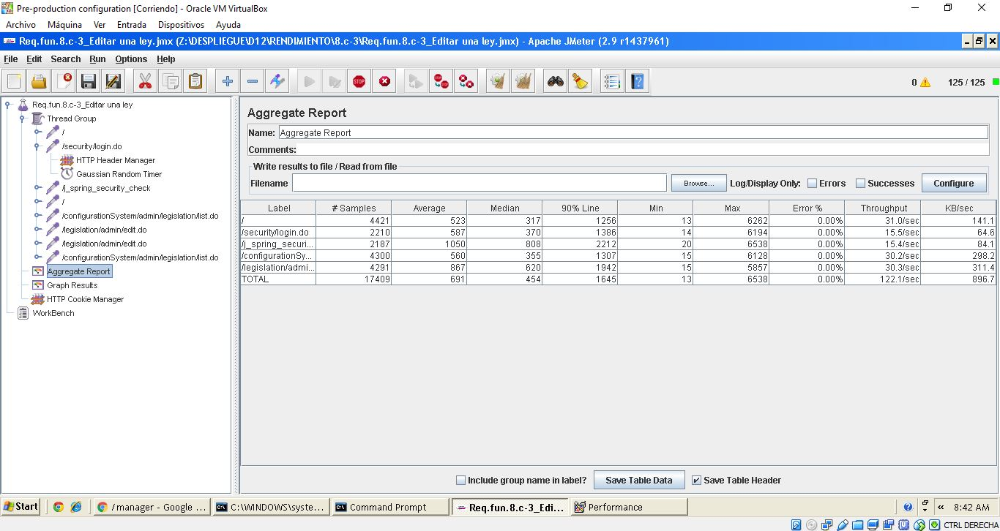 Pre-production configuration [Corriendo] - Oracle VM VirtualBox
Archivo Máquina Ver Entrada Dispositivos Ayuda
Req.fun.8.c-3_Editar una ley.jmx (Z:\DESPLIEGUE\D12\RENDIMIENTO\8.c-3\Req.fun.8.c-3_Editar una ley.jmx) - Apache JMeter (2.9 r1437961)
File Edit Search Run Options Help
STOP 0 125 / 125
Req.fun.8.c-3_Editar una ley
Thread Group
/
/security/login.do
HTTP Header Manager
Gaussian Random Timer
/j_spring_security_check
/
/configurationSystem/admin/legislation/list.do
/legislation/admin/edit.do
/legislation/admin/edit.do
/configurationSystem/admin/legislation/list.do
Aggregate Report
Graph Results
HTTP Cookie Manager
WorkBench
Aggregate Report
Name: Aggregate Report
Comments:
Write results to file / Read from file
Filename Browse... Log/Display Only: Errors Successes Configure
Label # Samples Average Median 90% Line Min Max Error % Throughput KB/sec
/ 4421 523 317 1256 13 6262 0.00% 31.0/sec 141.1
/security/login.do 2210 587 370 1386 14 6194 0.00% 15.5/sec 64.6
/j_spring_securi... 2187 1050 808 2212 20 6538 0.00% 15.4/sec 84.1
/configurationSy... 4300 560 355 1307 15 6128 0.00% 30.2/sec 298.2
/legislation/admi... 4291 867 620 1942 15 5857 0.00% 30.3/sec 311.4
TOTAL 17409 691 454 1645 13 6538 0.00% 122.1/sec 896.7
Include group name in label? Save Table Data Save Table Header
Start /manager - Google ... C:\WINDOWS\syste... Command Prompt Req.fun.8.c-3_Edi... Performance 8:42 AM
CTRL DERECHA